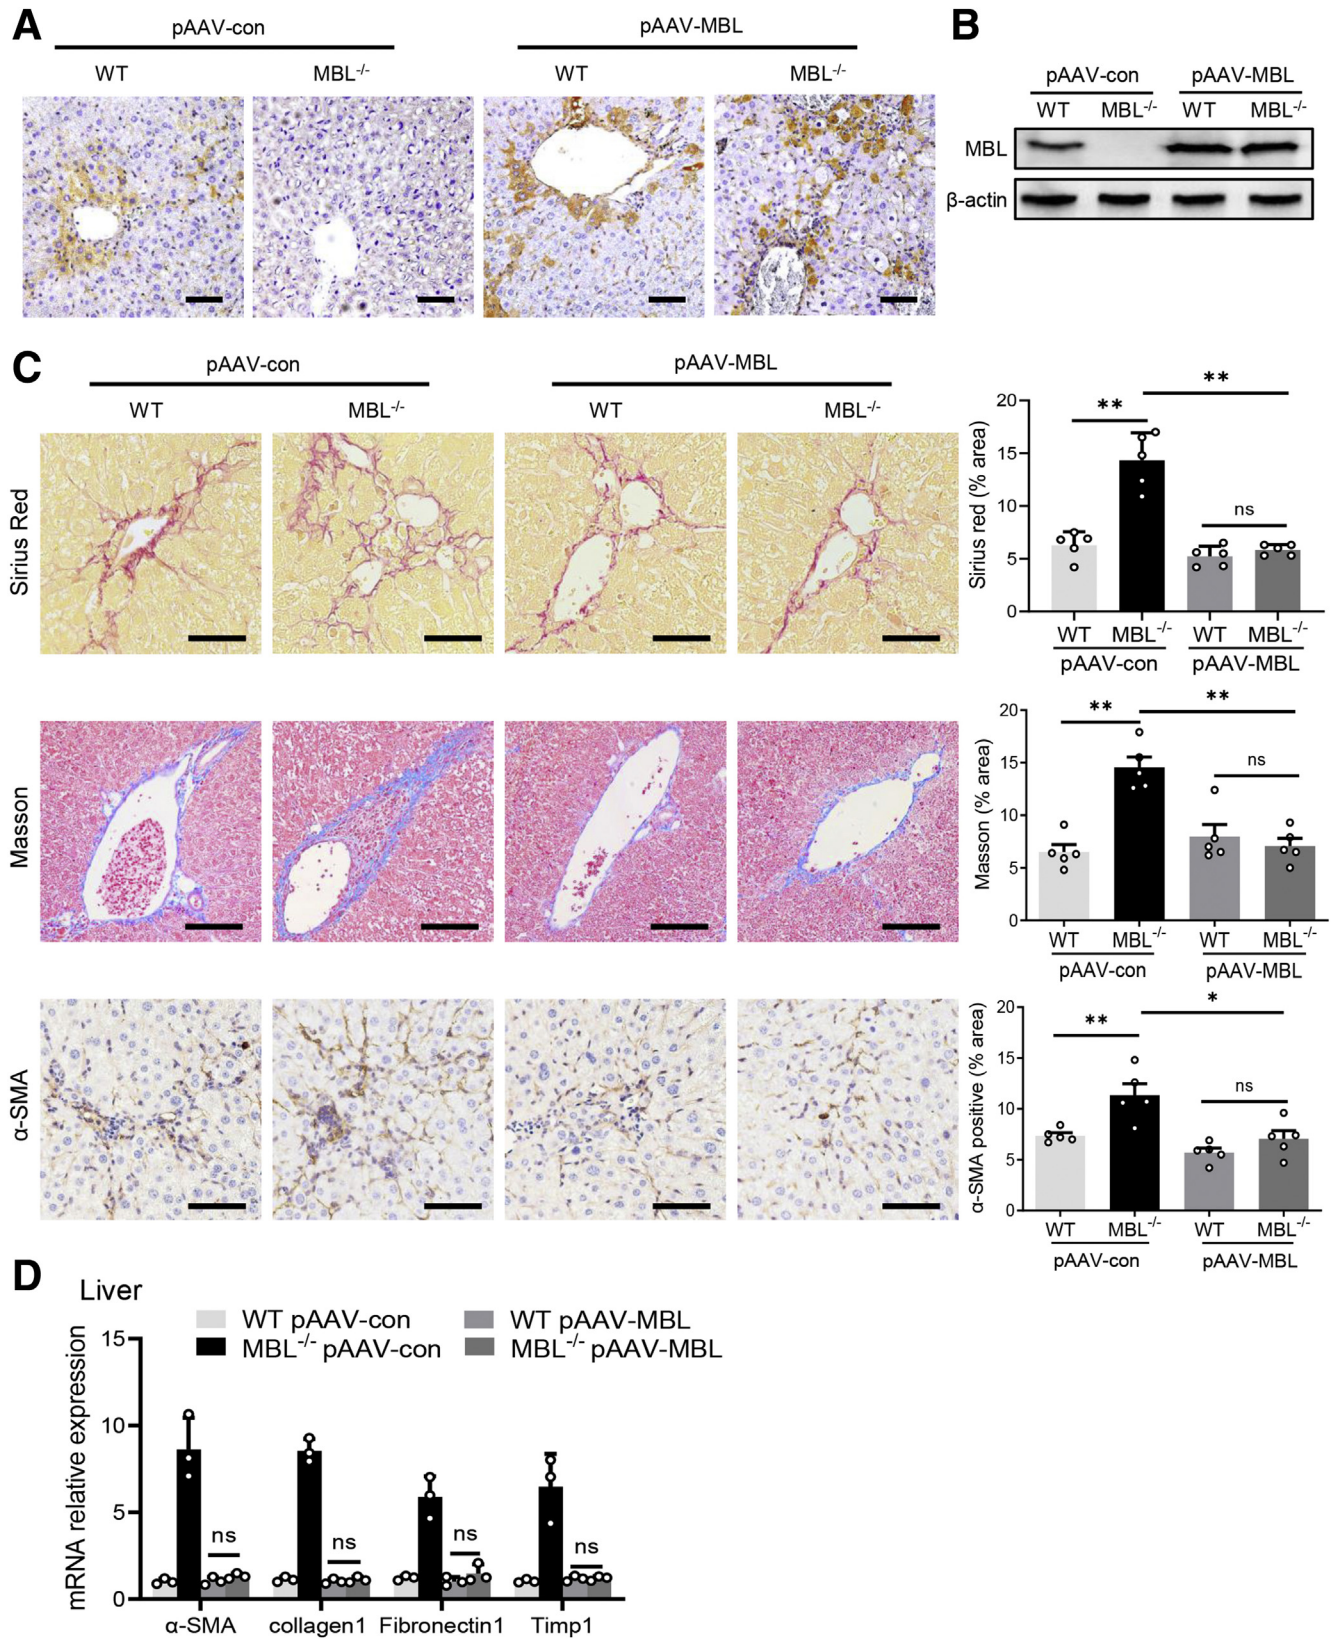 A
pAAV-con
pAAV-MBL
WT
MBL-/-
WT
MBL-/-
B
pAAV-con
pAAV-MBL
WT
MBL-/-
WT
MBL-/-
MBL
β-actin
C
pAAV-con
pAAV-MBL
WT
MBL-/-
WT
MBL-/-
Sirius Red
Sirius red (% area)
20
15
10
5
0
**
**
ns
WT
MBL-/-
WT
MBL-/-
pAAV-con
pAAV-MBL
Masson
Masson (% area)
20
15
10
5
0
**
**
ns
WT
MBL-/-
WT
MBL-/-
pAAV-con
pAAV-MBL
α-SMA
α-SMA positive (% area)
20
15
10
5
0
**
*
ns
WT
MBL-/-
WT
MBL-/-
pAAV-con
pAAV-MBL
D
Liver
WT pAAV-con
WT pAAV-MBL
MBL-/- pAAV-con
MBL-/- pAAV-MBL
mRNA relative expression
15
10
5
0
ns
ns
ns
ns
α-SMA
collagen1
Fibronectin1
Timp1